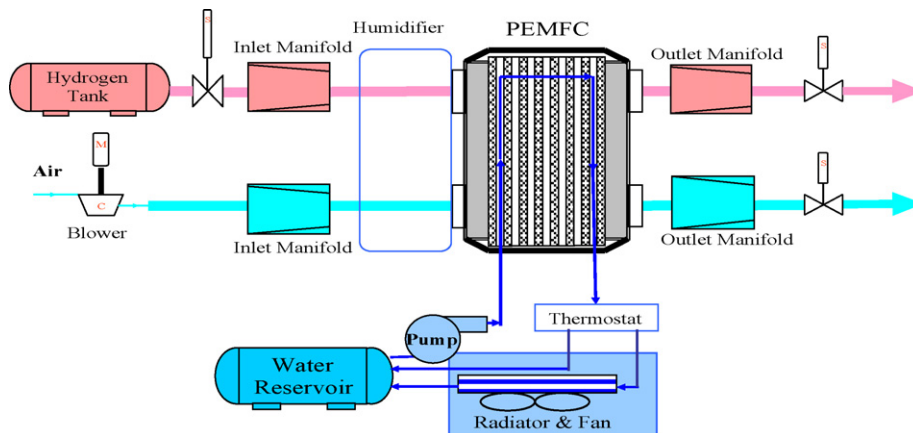 S
Humidifier
PEMFC
Inlet Manifold
Outlet Manifold
S
Hydrogen
Tank
M
Air
S
C
Blower
Inlet Manifold
Outlet Manifold
Thermostat
Pump
Water
Reservoir
Radiator & Fan